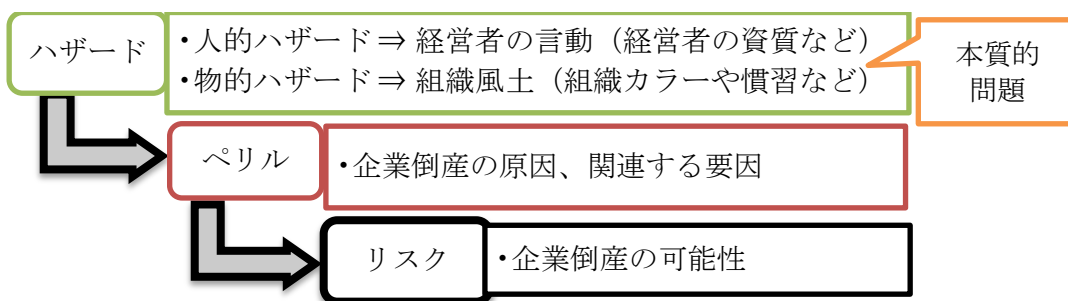 ハザード
・人的ハザード⇒ 経営者の言動（経営者の資質など）
・物的ハザード⇒ 組織風土（組織カラーや慣習など）
本質的
問題
ペリル
・企業倒産の原因、関連する要因
リスク
・企業倒産の可能性